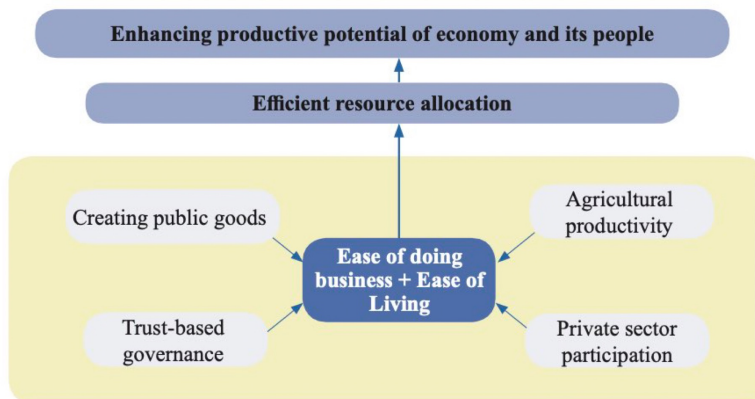 Enhancing productive potential of economy and its people
Efficient resource allocation
Creating public goods
Agricultural
productivity
Ease of doing
business + Ease of
Living
Trust-based
governance
Private sector
participation